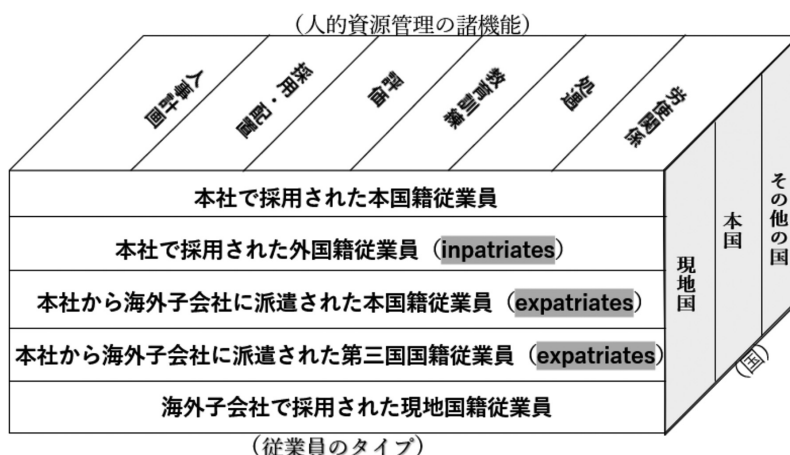 （人的資源管理の諸機能）
人事計画
採用・配置
評価
教育訓練
処遇
労使関係
本社で採用された本国籍従業員
本社で採用された外国籍従業員（inpatriates）
本社から海外子会社に派遣された本国籍従業員（expatriates）
本社から海外子会社に派遣された第三国国籍従業員（expatriates）
海外子会社で採用された現地国籍従業員
現地国
本国
その他の国
（国）
（従業員のタイプ）